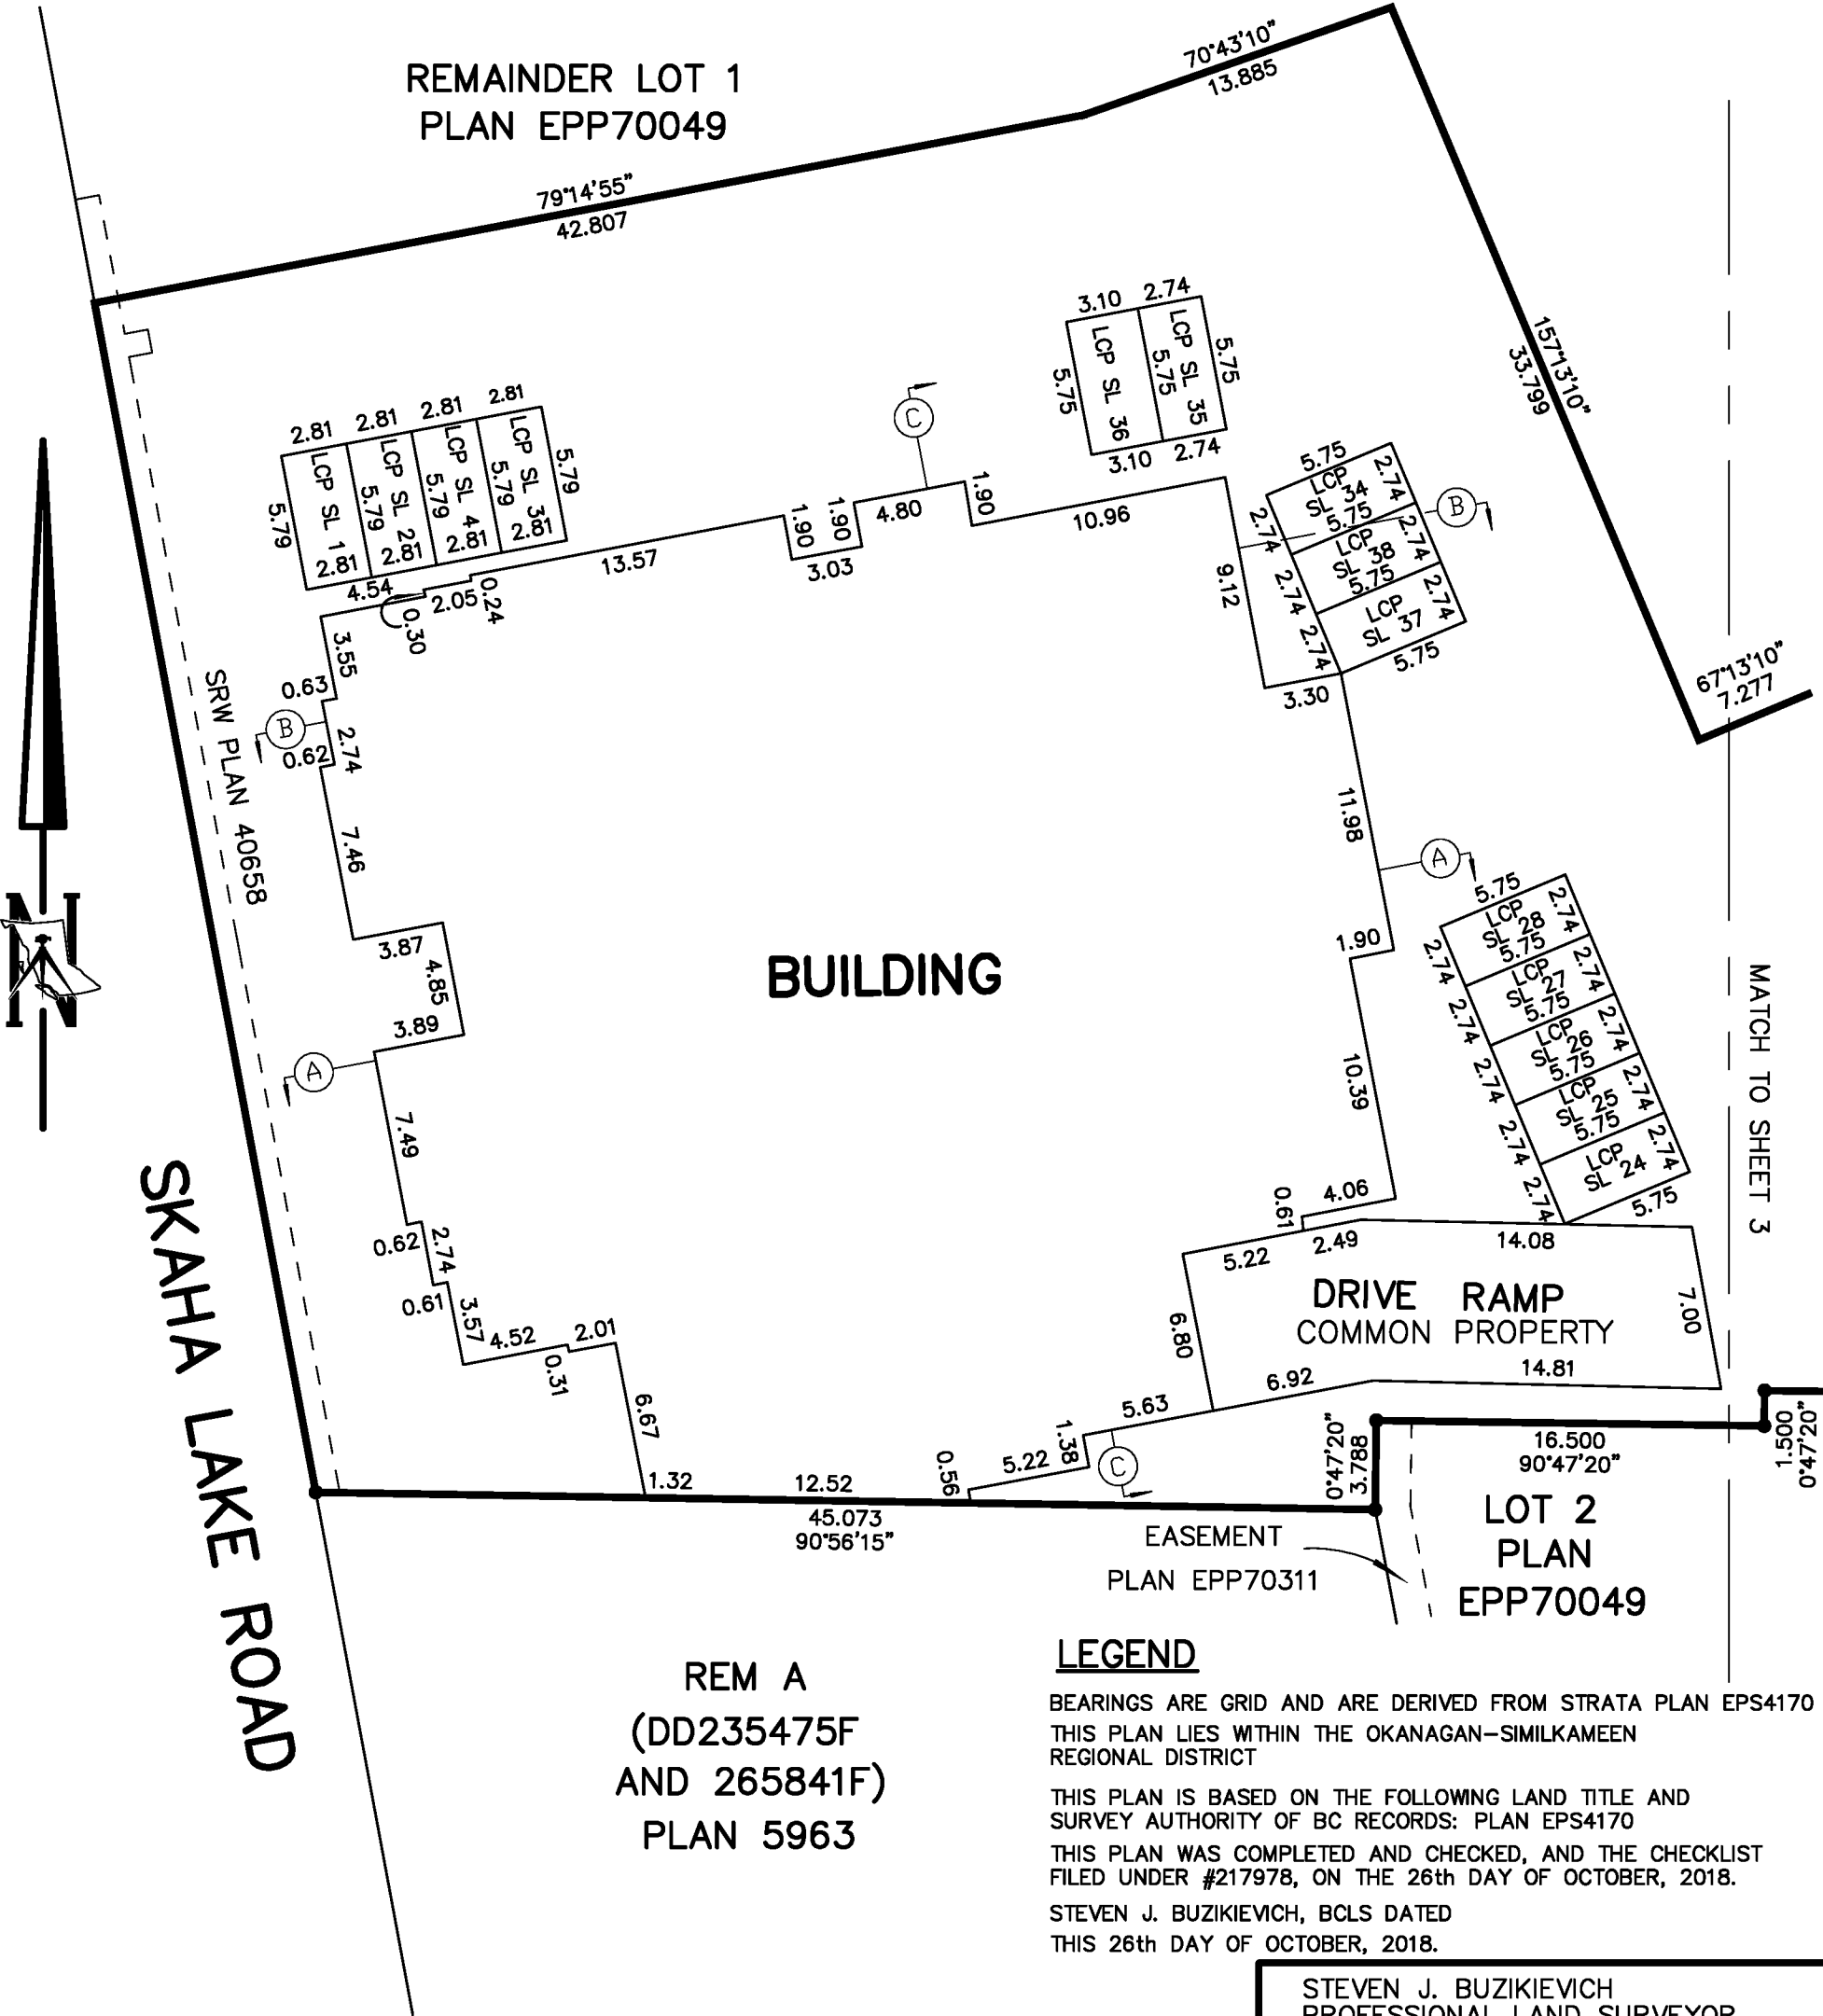 REMAINDER LOT 1
PLAN EPP70049
70°43'10"
13.885
79°14'55"
42.807
157°13'10"
33.799
67°13'10"
7.277
3.10 2.74
LCP SL 36
LCP SL 35
5.75
5.75
5.75
3.10 2.74
2.81 2.81 2.81 2.81
LCP SL 1
LCP SL 2
LCP SL 4
LCP SL 3
5.79
5.79
5.79
5.79
5.79
2.81 2.81 2.81 2.81
C
1.90
1.90
4.80
1.90
10.96
3.03
13.57
4.54
2.05
0.24
0.30
5.75
LCP
SL 34
5.75
LCP
SL 38
5.75
LCP
SL 37
5.75
2.74
2.74
2.74
2.74
2.74
2.74
B
9.12
3.30
3.55
0.63
B
2.74
0.62
7.46
SRW PLAN 40658
N
3.87
4.85
3.89
A
7.49
0.62
2.74
0.61
3.57
4.52
2.01
0.31
6.67
BUILDING
11.98
A
1.90
10.39
5.75
LCP
SL 28
5.75
LCP
SL 27
5.75
LCP
SL 26
5.75
LCP
SL 25
5.75
LCP
SL 24
5.75
2.74
2.74
2.74
2.74
2.74
2.74
2.74
2.74
2.74
2.74
MATCH TO SHEET 3
4.06
0.61
2.49
5.22
14.08
DRIVE RAMP
COMMON PROPERTY
7.00
6.80
14.81
6.92
5.63
1.38
5.22
C
0.56
1.32
12.52
45.073
90°56'15"
0°47'20"
3.788
16.500
90°47'20"
1.500
0°47'20"
EASEMENT
PLAN EPP70311
LOT 2
PLAN
EPP70049
SKAHA LAKE ROAD
REM A
(DD235475F
AND 265841F)
PLAN 5963
LEGEND
BEARINGS ARE GRID AND ARE DERIVED FROM STRATA PLAN EPS4170
THIS PLAN LIES WITHIN THE OKANAGAN-SIMILKAMEEN
REGIONAL DISTRICT
THIS PLAN IS BASED ON THE FOLLOWING LAND TITLE AND
SURVEY AUTHORITY OF BC RECORDS: PLAN EPS4170
THIS PLAN WAS COMPLETED AND CHECKED, AND THE CHECKLIST
FILED UNDER #217978, ON THE 26th DAY OF OCTOBER, 2018.
STEVEN J. BUZIKIEVICH, BCLS DATED
THIS 26th DAY OF OCTOBER, 2018.
STEVEN J. BUZIKIEVICH
PROFESSIONAL LAND SURVEYOR